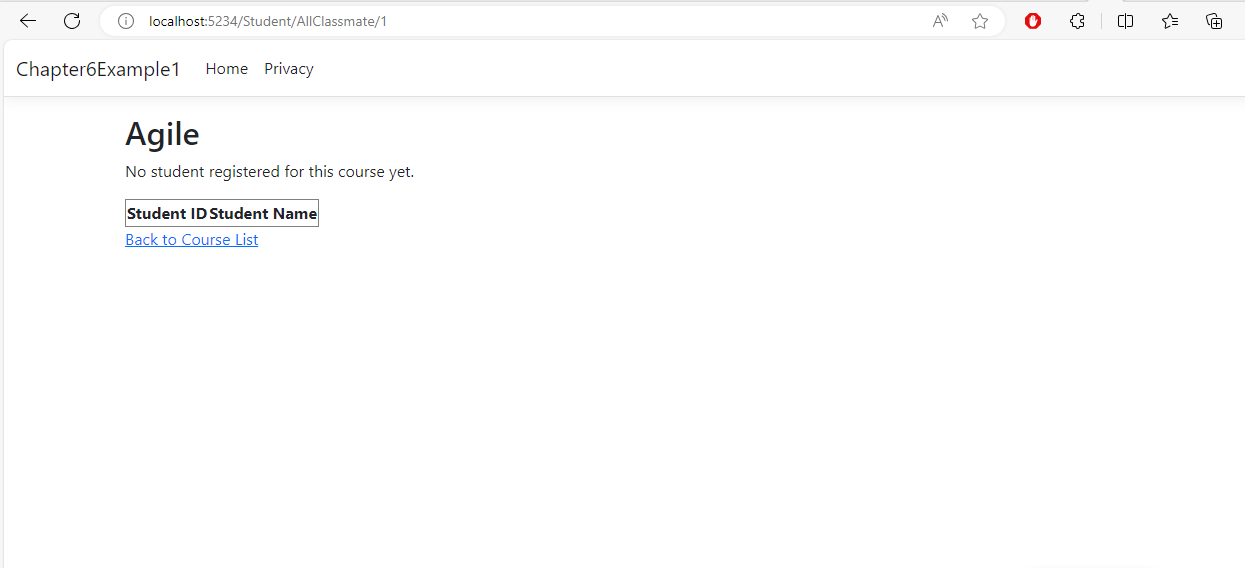 localhost:5234/Student/AllClassmate/1
Chapter6Example1 Home Privacy
Agile
No student registered for this course yet.
Student ID Student Name
Back to Course List